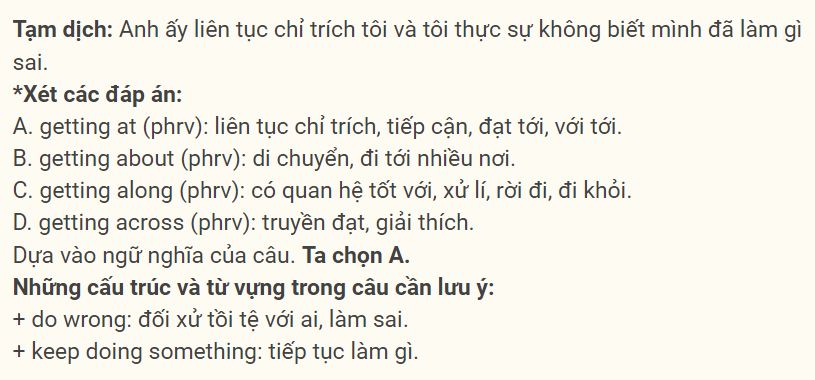 Tạm dịch: Anh ấy liên tục chỉ trích tôi và tôi thực sự không biết mình đã làm gì
sai.
*Xét các đáp án:
A. getting at (phrv): liên tục chỉ trích, tiếp cận, đạt tới, với tới.
B. getting about (phrv): di chuyển, đi tới nhiều nơi.
C. getting along (phrv): có quan hệ tốt với, xử lí, rời đi, đi khỏi.
D. getting across (phrv): truyền đạt, giải thích.
Dựa vào ngữ nghĩa của câu. Ta chọn A.
Những cấu trúc và từ vựng trong câu cần lưu ý:
+ do wrong: đối xử tồi tệ với ai, làm sai.
+ keep doing something: tiếp tục làm gì.